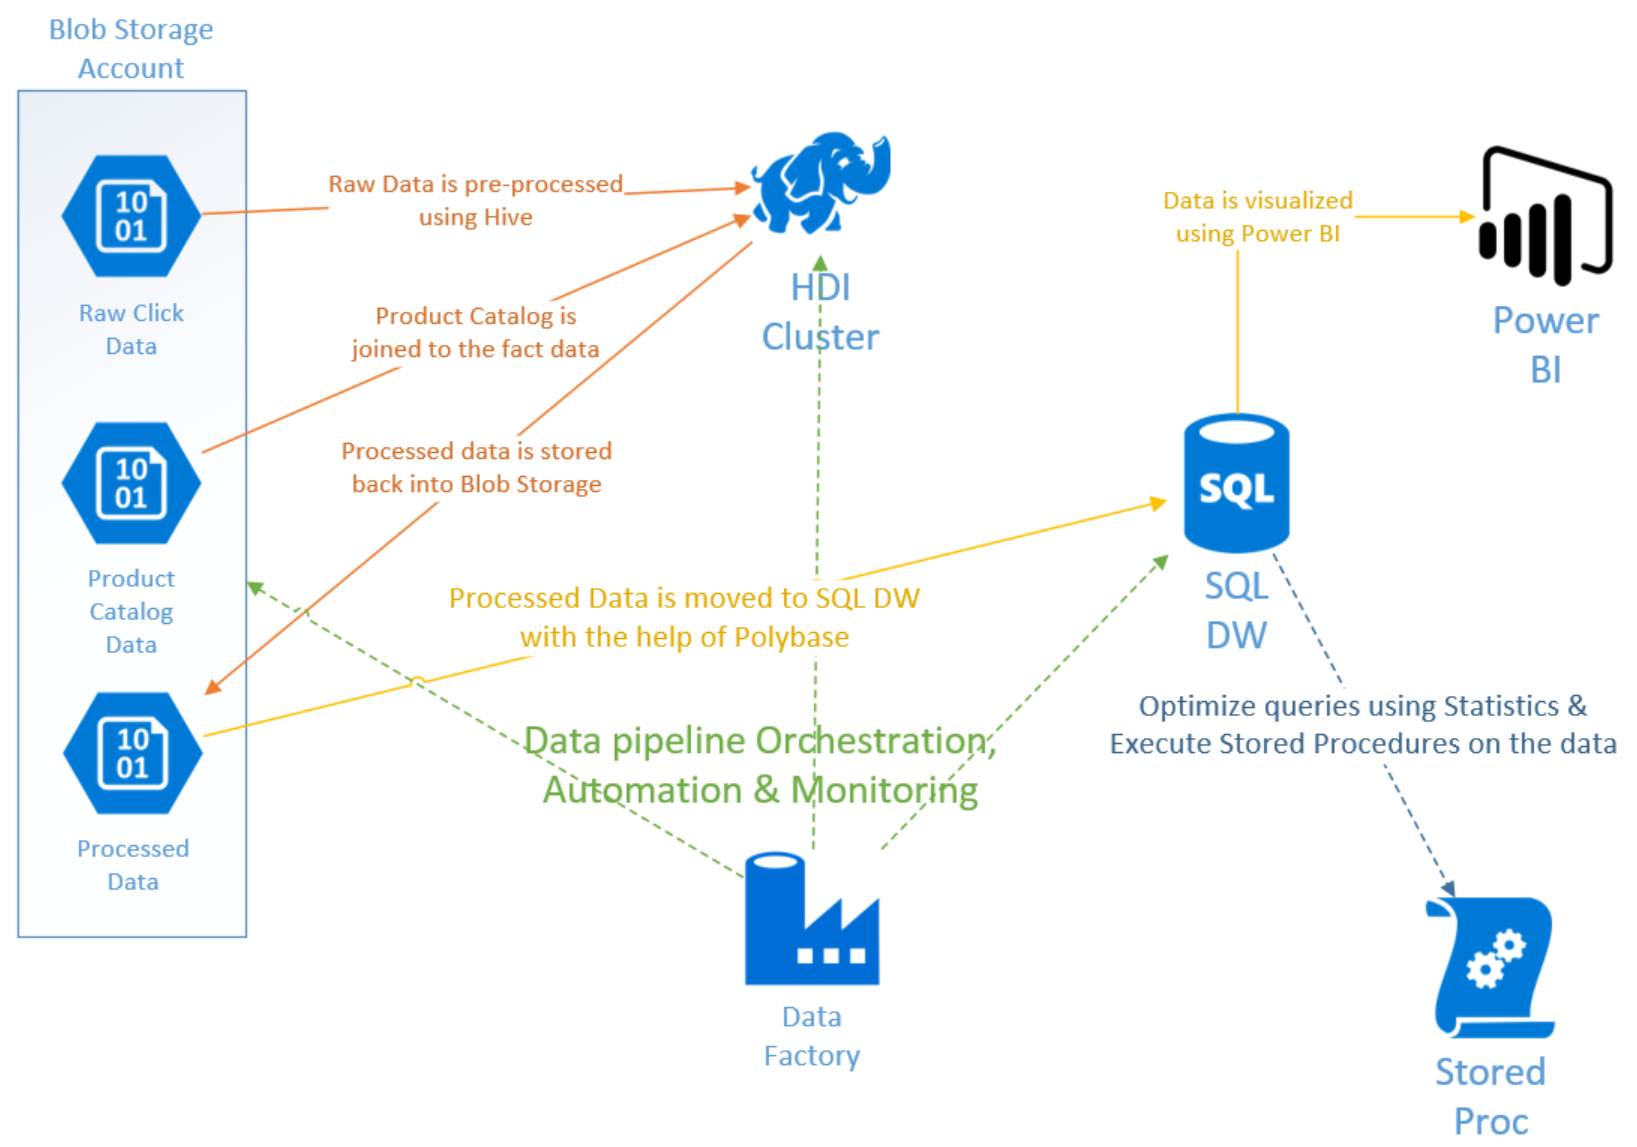 Blob Storage
Account
10
01
Raw Click
Data
10
01
Product
Catalog
Data
10
01
Processed
Data
Raw Data is pre-processed
using Hive
Product Catalog is
joined to the fact data
Processed data is stored
back into Blob Storage
HDI
Cluster
Processed Data is moved to SQL DW
with the help of Polybase
Data pipeline Orchestration,
Automation & Monitoring
Data
Factory
Data is visualized
using Power BI
Power
BI
SQL
SQL
DW
Optimize queries using Statistics &
Execute Stored Procedures on the data
Stored
Proc